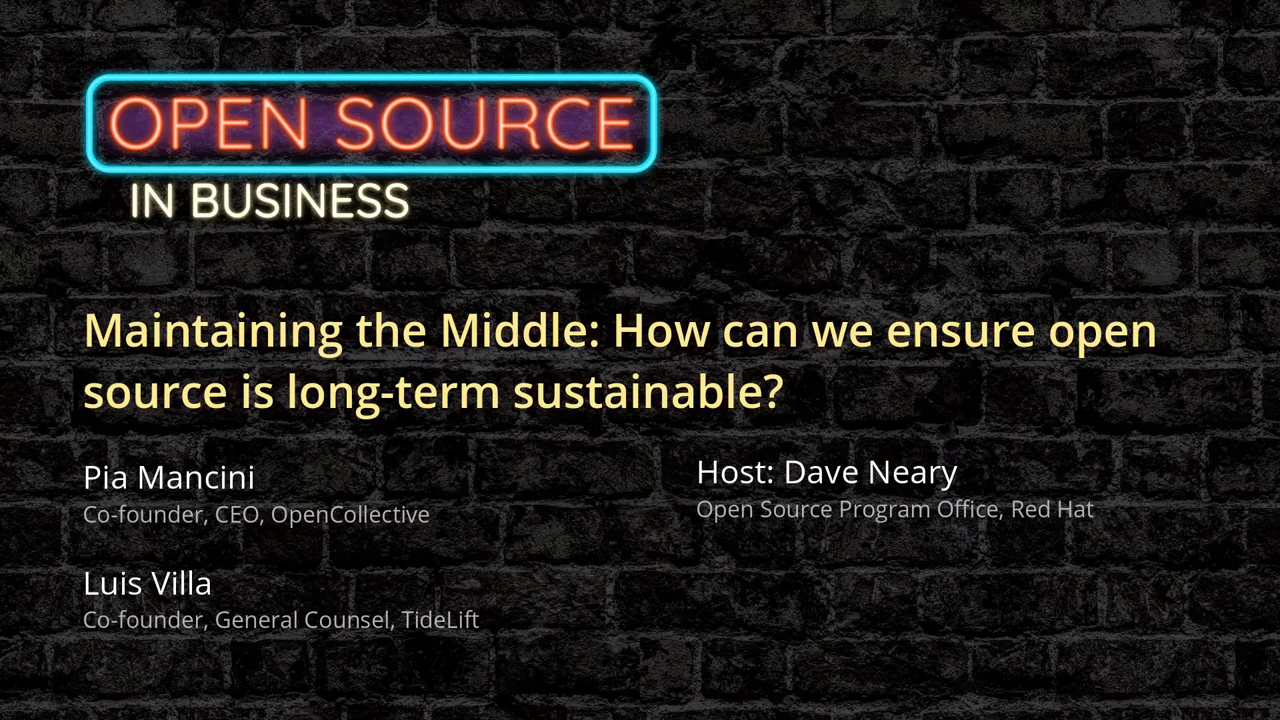 OPEN SOURCE
IN BUSINESS
Maintaining the Middle: How can we ensure open
source is long-term sustainable?
Pia Mancini
Co-founder, CEO, OpenCollective
Luis Villa
Co-founder, General Counsel, TideLift
Host: Dave Neary
Open Source Program Office, Red Hat